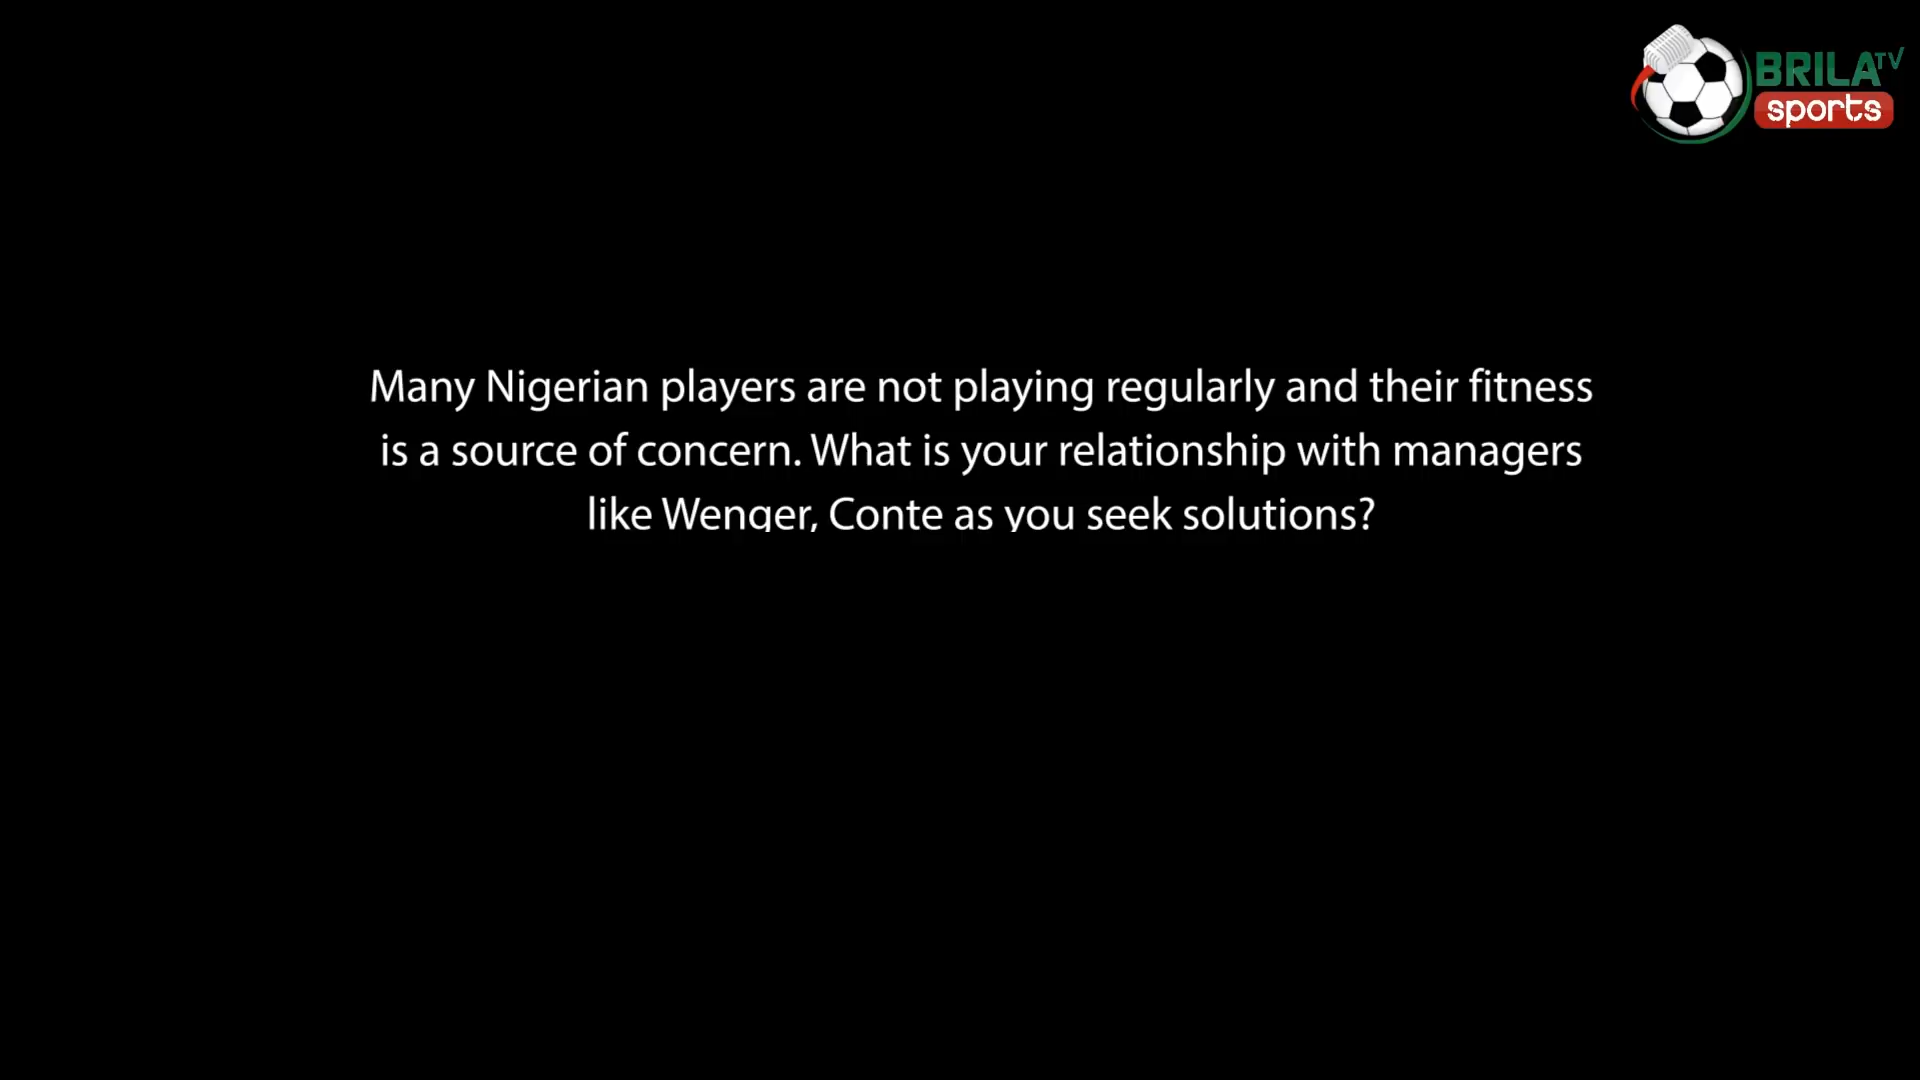 BRILA TV
sports
Many Nigerian players are not playing regularly and their fitness
is a source of concern. What is your relationship with managers
like Wenger, Conte as you seek solutions?